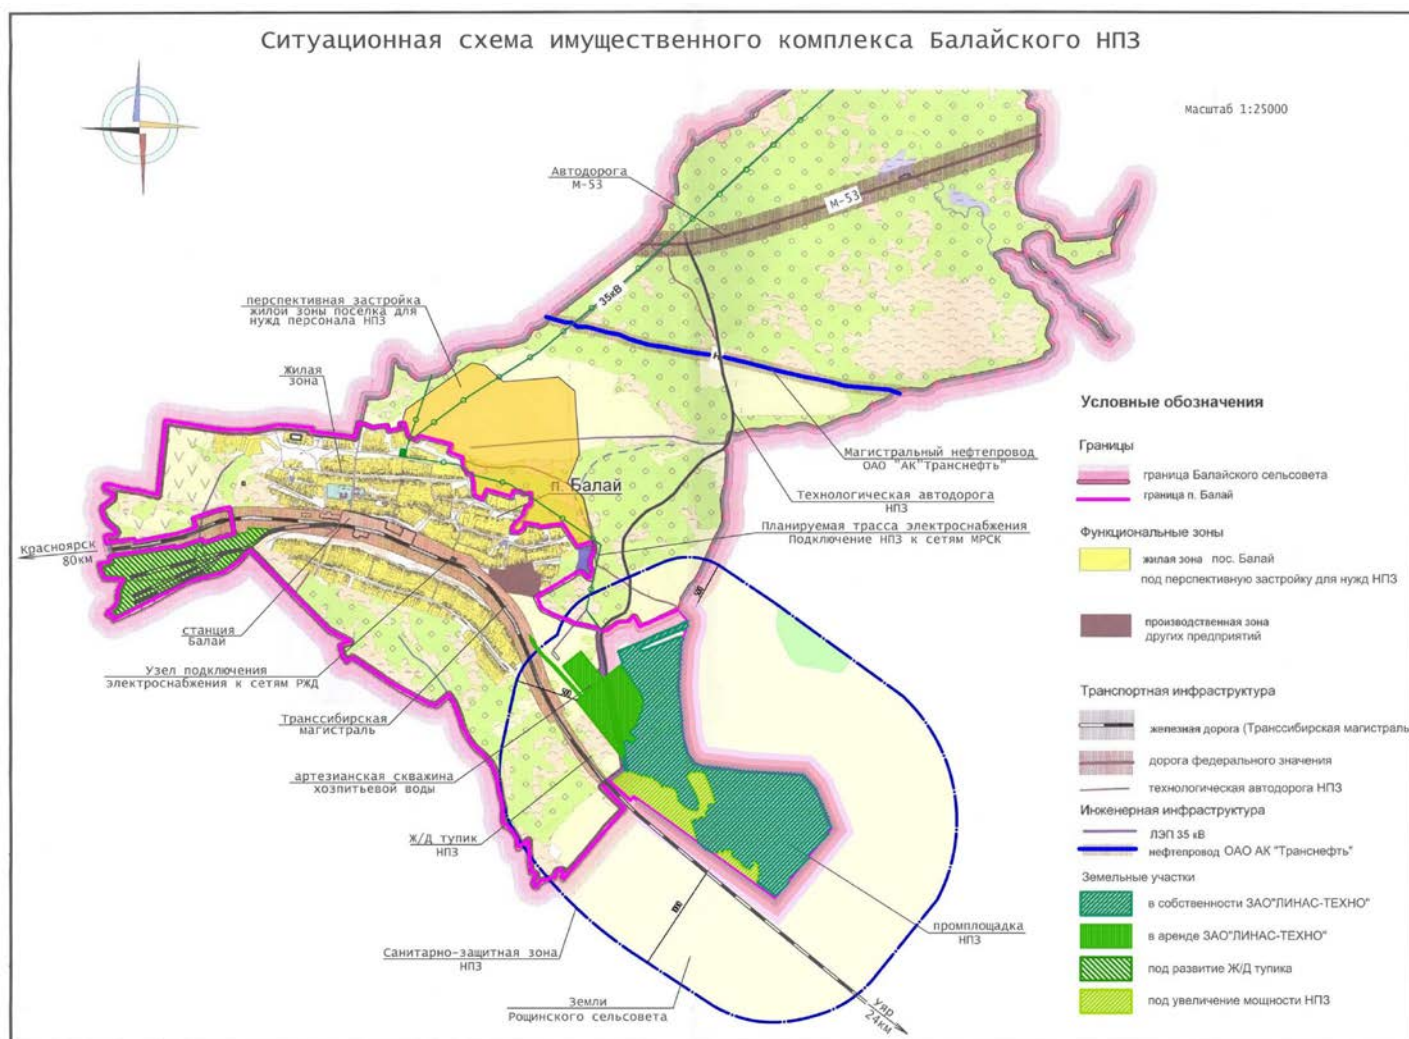 Ситуационная схема имущественного комплекса Балайского НПЗ
Масштаб 1:25000
Автодорога
М-53
М-53
35кВ
перспективная застройка
жилой зоны поселка для
нужд персонала НПЗ
Жилая
зона
Н
Магистральный нефтепровод
ОАО "АК"Транснефть"
п. Балай
Технологическая автодорога
НПЗ
Планируемая трасса электроснабжения
Подключение НПЗ к сетям МРСК
Красноярск
80км
500
станция
Балай
Узел подключения
электроснабжения к сетям РЖД
500
Транссибирская
магистраль
артезианская скважина
хозпитьевой воды
Ж/Д тупик
НПЗ
1000
Санитарно-защитная зона
НПЗ
промплощадка
НПЗ
Земли
Рощинского сельсовета
Уяр
24км
Условные обозначения
Границы
граница Балайского сельсовета
граница п. Балай
Функциональные зоны
жилая зона пос. Балай
под перспективную застройку для нужд НПЗ
производственная зона
других предприятий
Транспортная инфраструктура
железная дорога (Транссибирская магистраль
дорога федерального значения
технологическая автодорога НПЗ
Инженерная инфраструктура
ЛЭП 35 кВ
нефтепровод ОАО АК "Транснефть"
Земельные участки
в собственности ЗАО"ЛИНАС-ТЕХНО"
в аренде ЗАО"ЛИНАС-ТЕХНО"
под развитие Ж/Д тупика
под увеличение мощности НПЗ